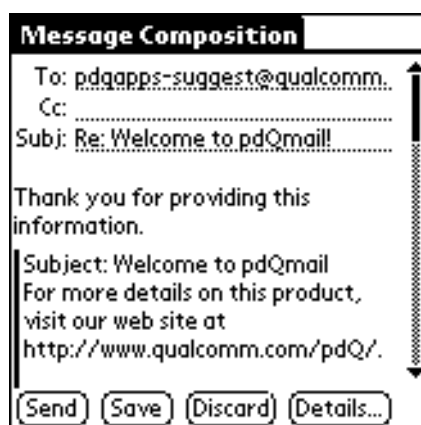 Message Composition
To: pdqapps-suggest@qualcomm.
Cc:
Subj: Re: Welcome to pdQmail!
Thank you for providing this
information.
Subject: Welcome to pdQmail
For more details on this product,
visit our web site at
http://www.qualcomm.com/pdQ/.
Send Save Discard Details...